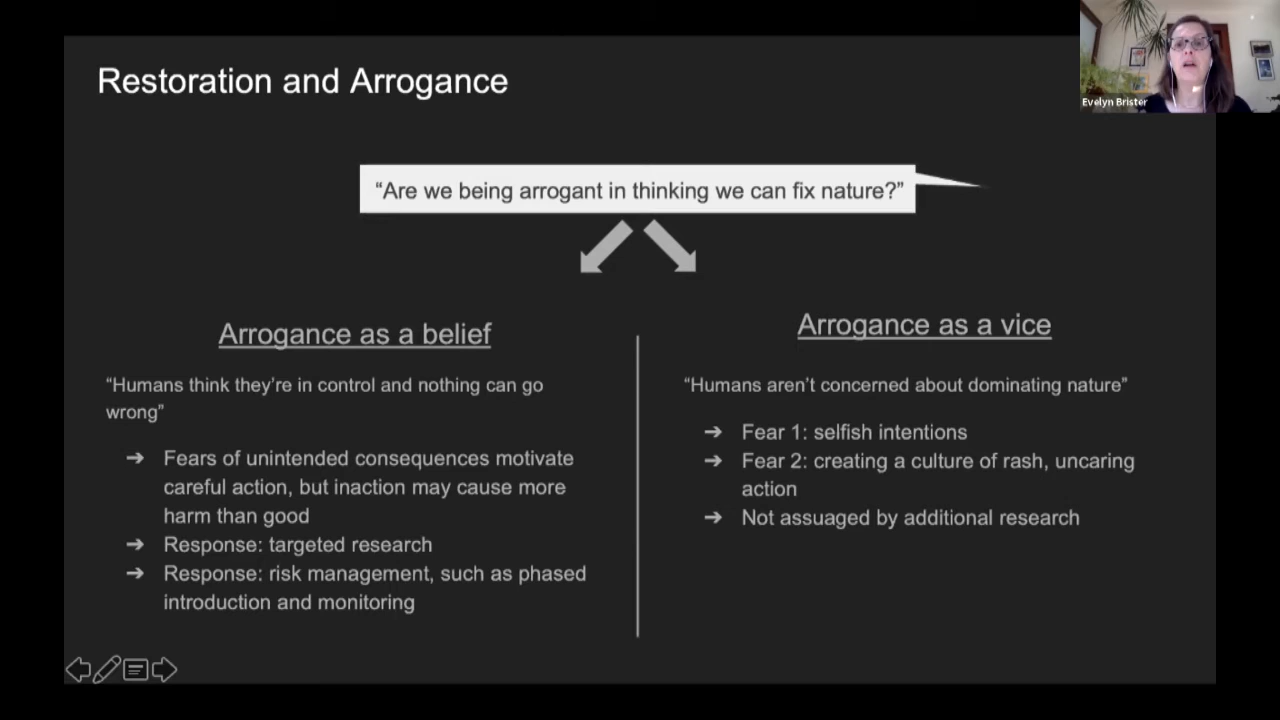 Restoration and Arrogance
Evelyn Brister
“Are we being arrogant in thinking we can fix nature?”
Arrogance as a belief
“Humans think they’re in control and nothing can go
wrong”
➔ Fears of unintended consequences motivate
careful action, but inaction may cause more
harm than good
➔ Response: targeted research
➔ Response: risk management, such as phased
introduction and monitoring
Arrogance as a vice
“Humans aren’t concerned about dominating nature”
➔ Fear 1: selfish intentions
➔ Fear 2: creating a culture of rash, uncaring
action
➔ Not assuaged by additional research